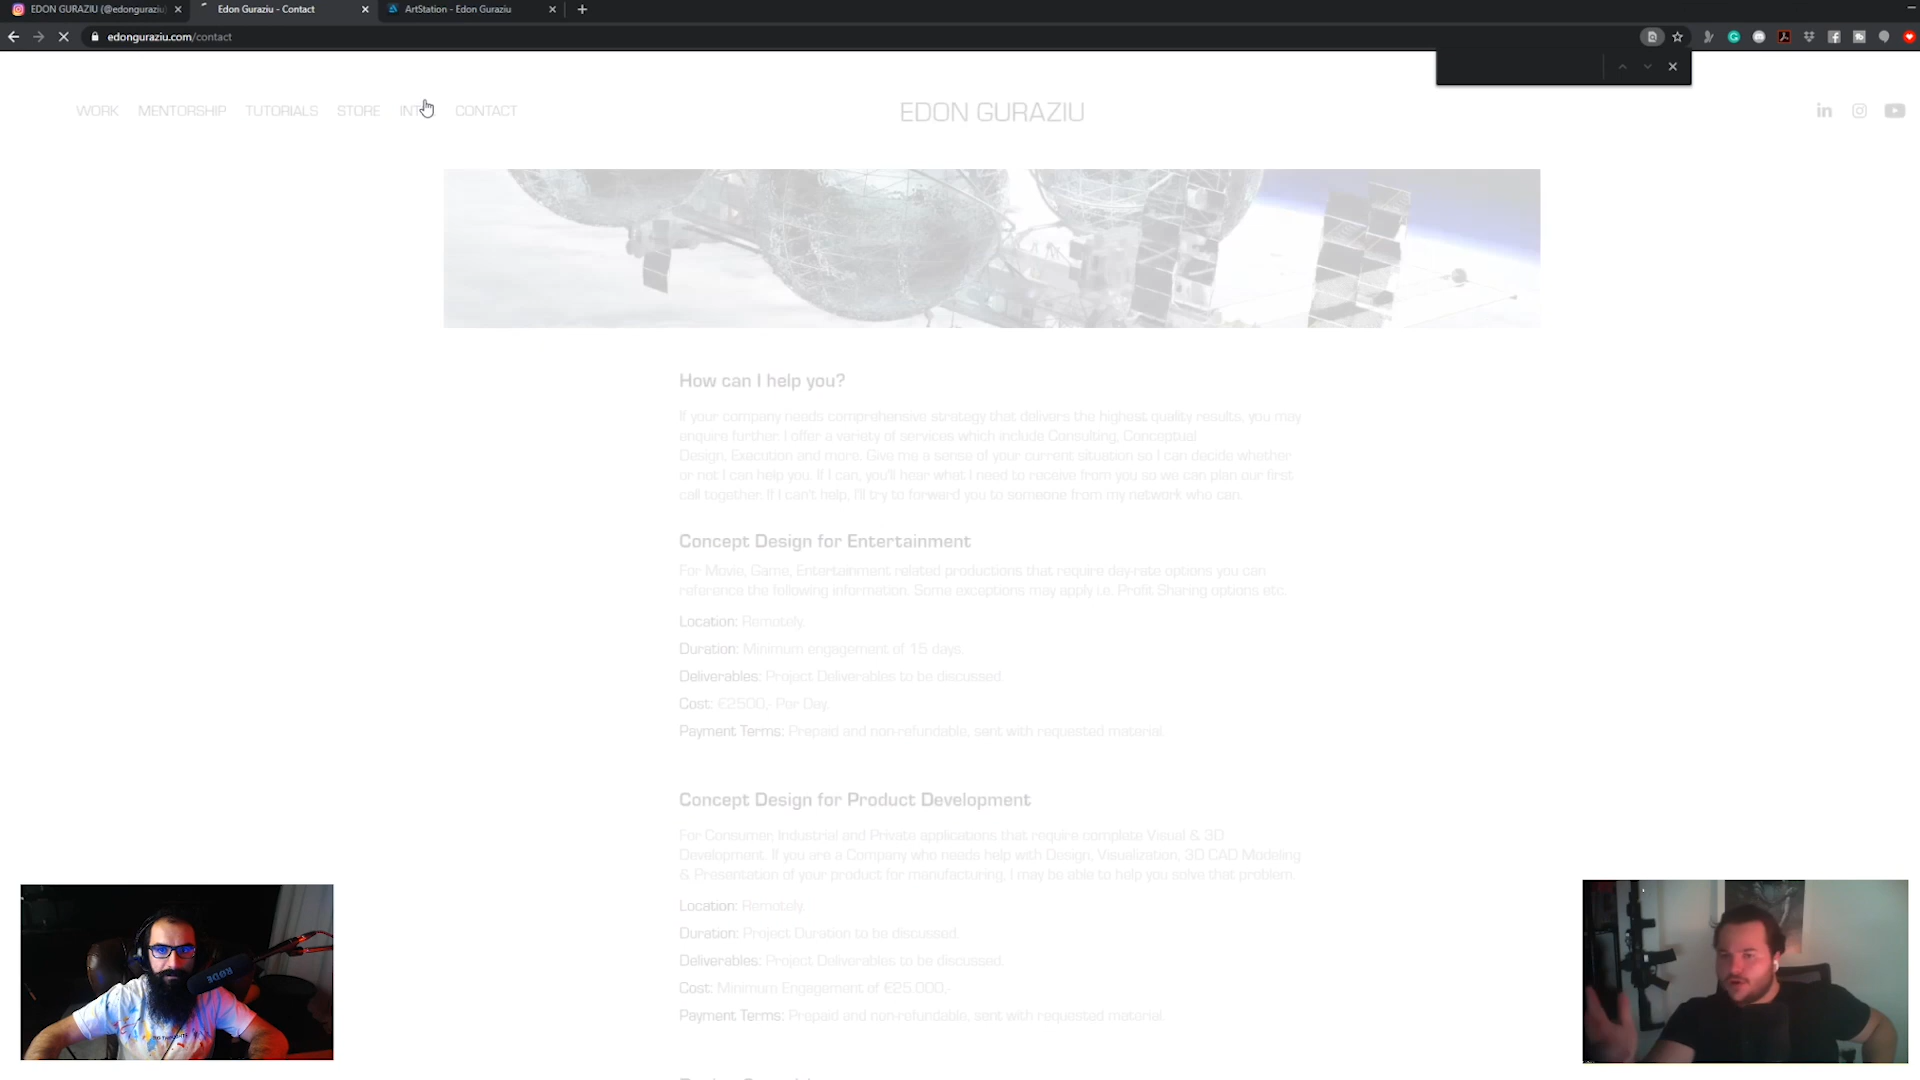 EDON GURAZIU (@edonguraziu)
Edon Guraziu - Contact
ArtStation - Edon Guraziu
edonguraziu.com/contact
WORK MENTORSHIP TUTORIALS STORE CONTACT
EDON GURAZIU
in
How can I help you?
If your company needs comprehensive strategy that delivers the highest quality results, you may
enquire further. I offer a variety of services which include Consulting, Conceptual
Design, Execution and more. Give me a sense of your current situation so I can decide whether
or not I can help you. If I can, you'll hear what I need to receive from you so we can plan our first
call together. If I can't help, I'll try to forward you to someone from my network who can.
Concept Design for Entertainment
For Movie, Game, Entertainment related productions that require day-rate options you can
reference the following information. Some exceptions may apply i.e. Profit Sharing options etc.
Location: Remotely.
Duration: Minimum engagement of 15 days.
Deliverables: Project Deliverables to be discussed.
Cost: €2500,- Per Day.
Payment Terms: Prepaid and non-refundable, sent with requested material.
Concept Design for Product Development
For Consumer, Industrial and Private applications that require complete Visual & 3D
Development. If you are a Company who needs help with Design, Visualization, 3D CAD Modeling
& Presentation of your product for manufacturing, I may be able to help you solve that problem.
Location: Remotely.
Duration: Project Duration to be discussed.
Deliverables: Project Deliverables to be discussed.
Cost: Minimum Engagement of €25.000,-
Payment Terms: Prepaid and non-refundable, sent with requested material.
RØDE